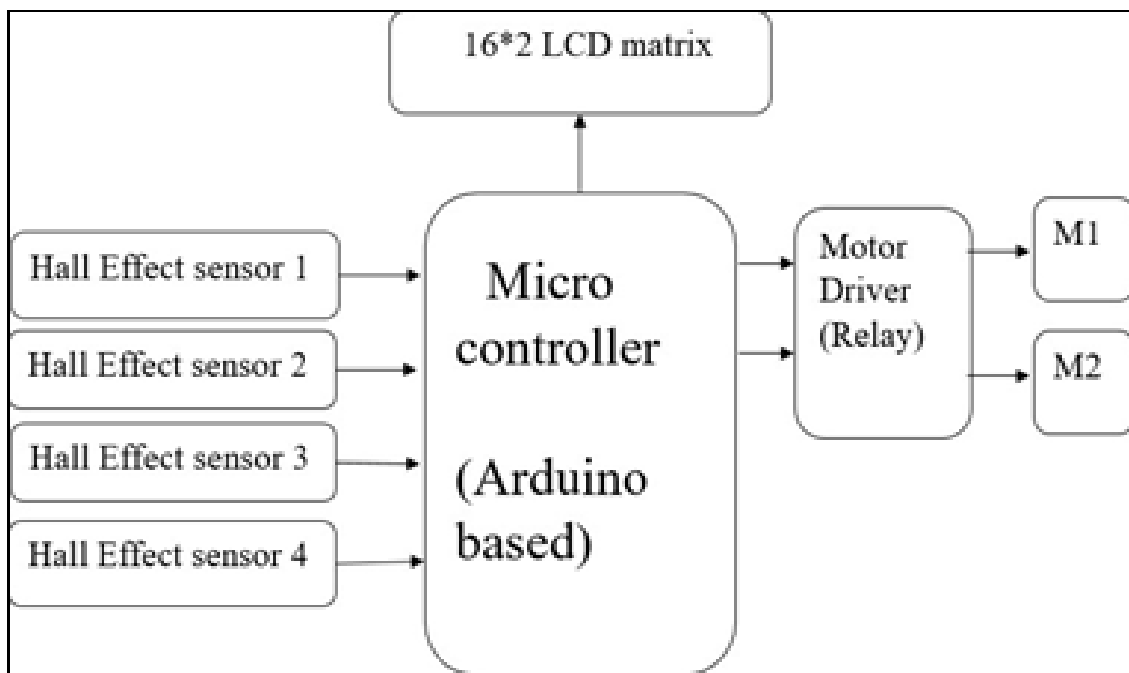 16*2 LCD matrix
Hall Effect sensor 1
Hall Effect sensor 2
Hall Effect sensor 3
Hall Effect sensor 4
Micro
controller
(Arduino
based)
Motor
Driver
(Relay)
M1
M2